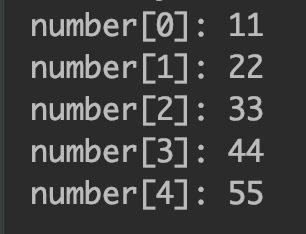 number[0]: 11
number[1]: 22
number[2]: 33
number[3]: 44
number[4]: 55